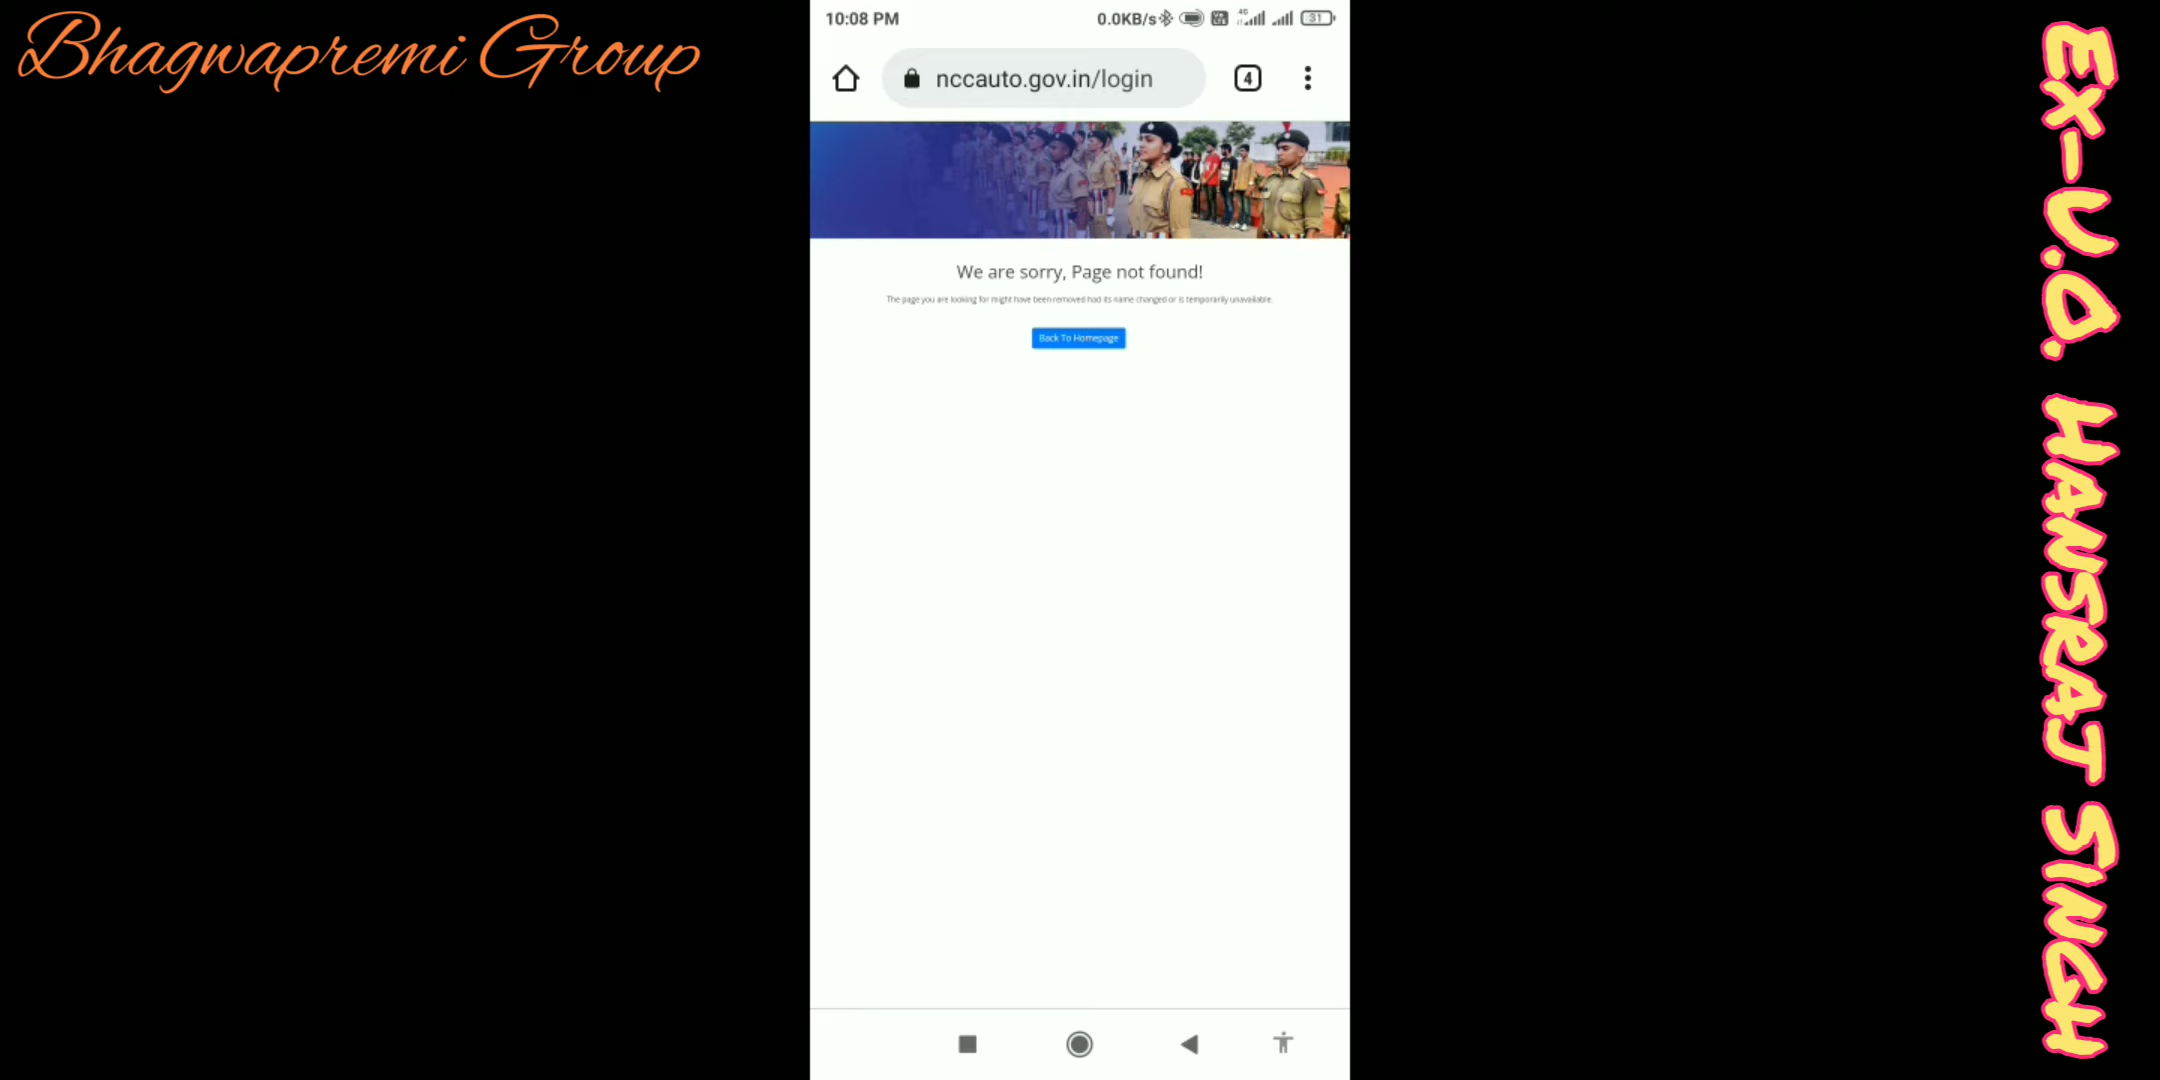 Bhagwapremi Group
10:08 PM
0.0KB/s
4G
31
nccauto.gov.in/login
4
We are sorry, Page not found!
The page you are looking for might have been removed had its name changed or is temporarily unavailable.
Back To Homepage
EX-U.O. HANSRAJ SINGH